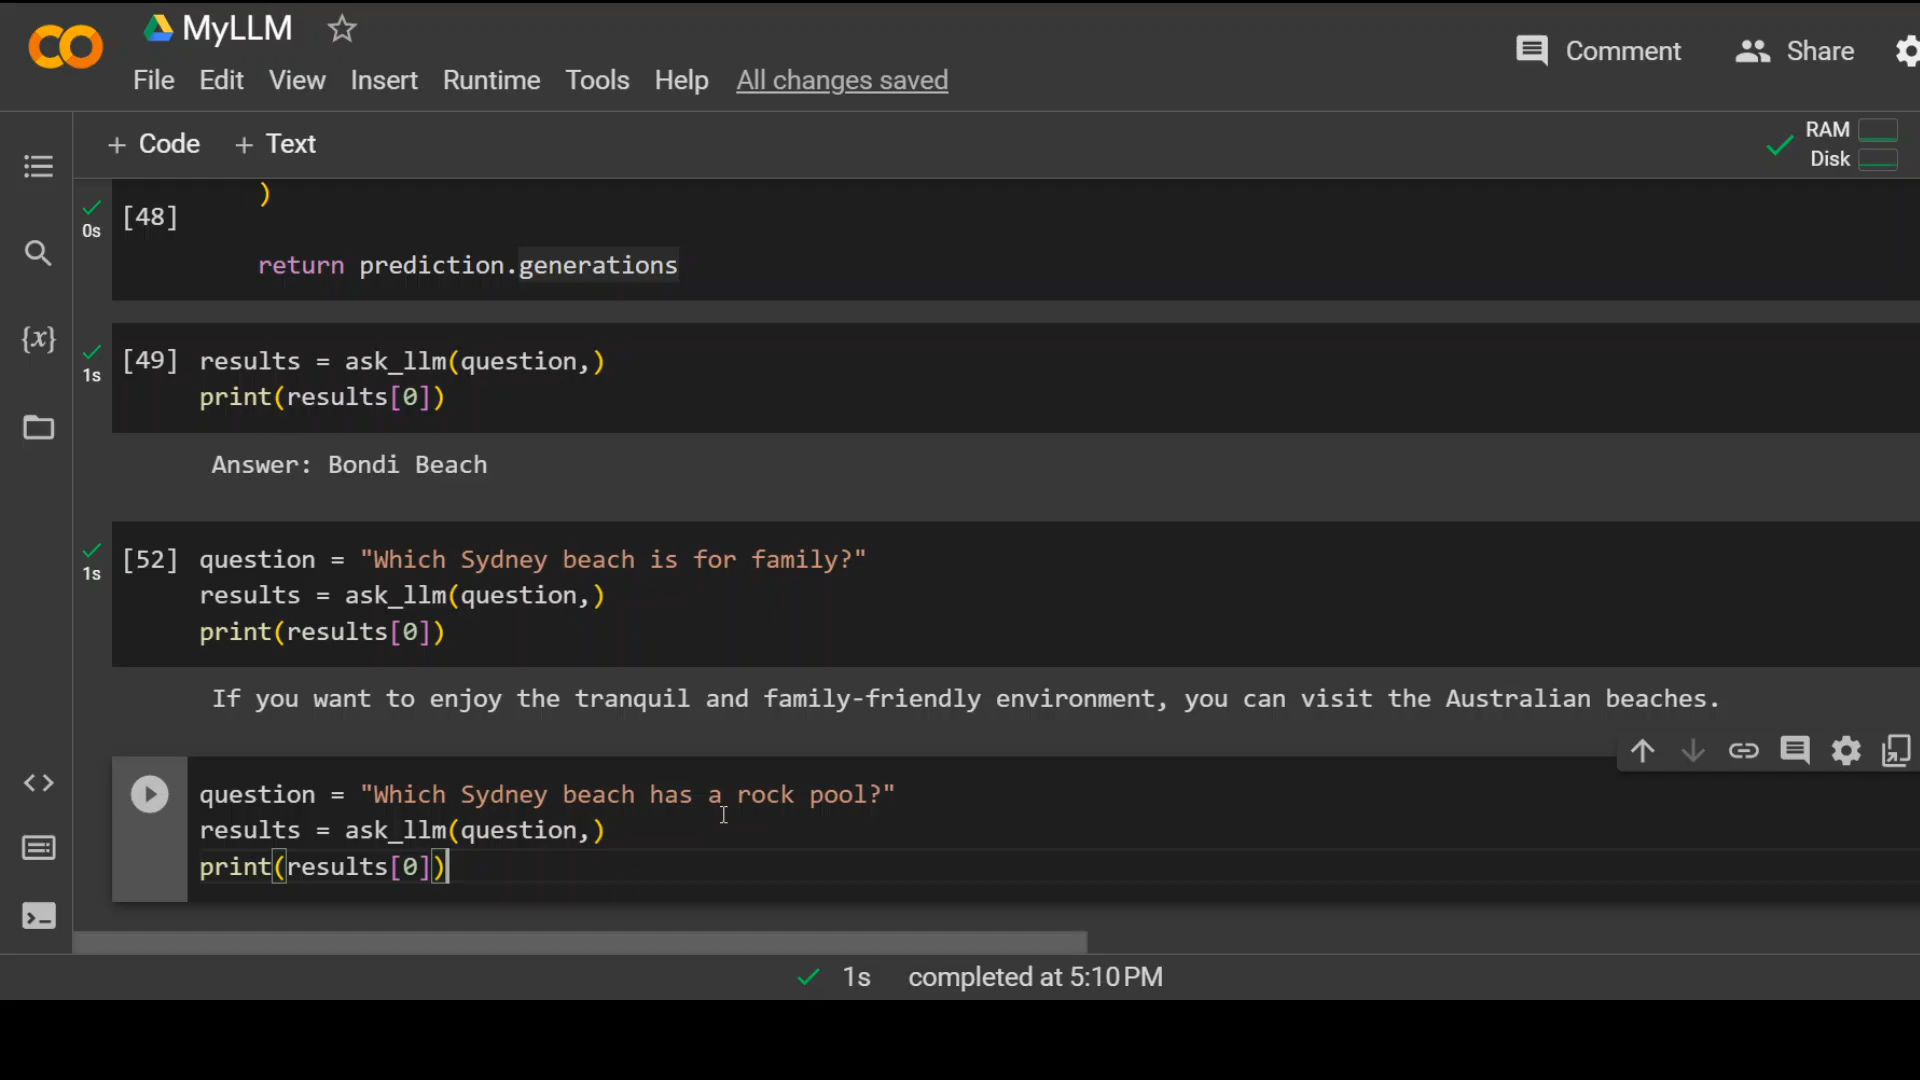 MyLLM
Comment
Share
File Edit View Insert Runtime Tools Help All changes saved
+ Code + Text
RAM
Disk
)
[48]
0s
return prediction.generations
[49] results = ask_llm(question,)
1s
print(results[0])
Answer: Bondi Beach
[52] question = "Which Sydney beach is for family?"
1s
results = ask_llm(question,)
print(results[0])
If you want to enjoy the tranquil and family-friendly environment, you can visit the Australian beaches.
question = "Which Sydney beach has a rock pool?"
results = ask_llm(question,)
print(results[0])
1s completed at 5:10 PM